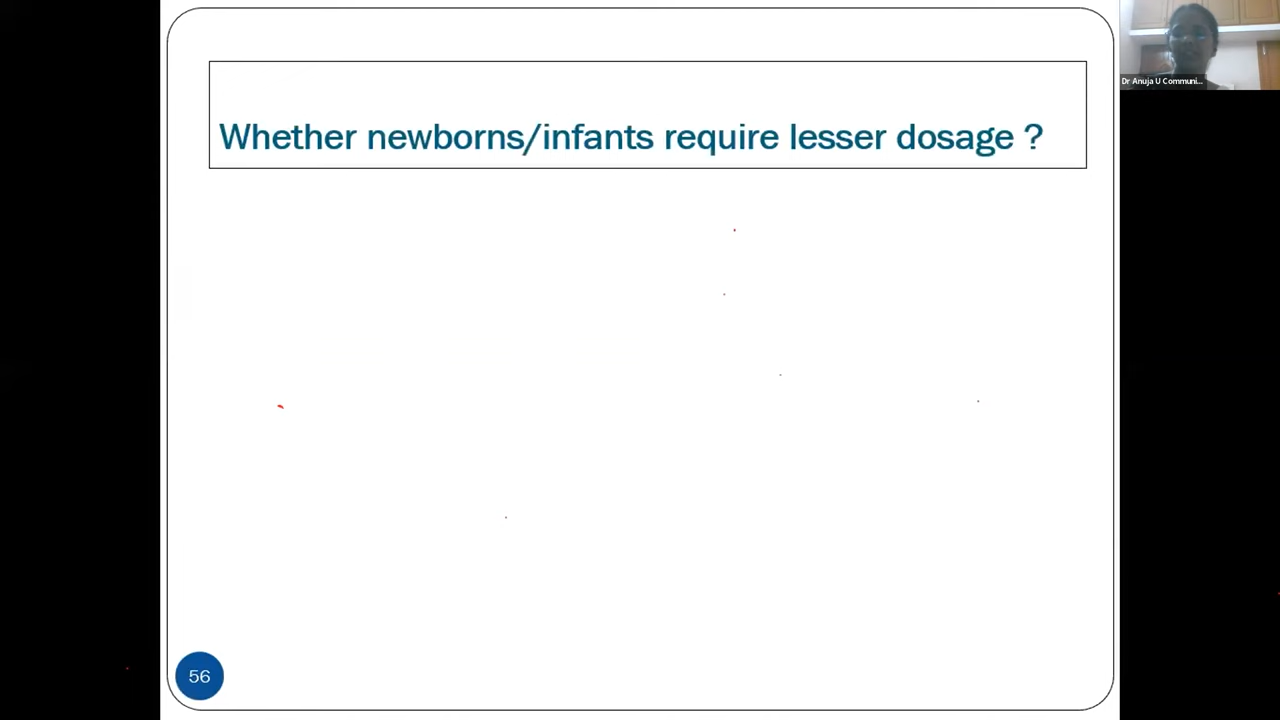 Dr Anuja U Communi...
Whether newborns/infants require lesser dosage ?
56